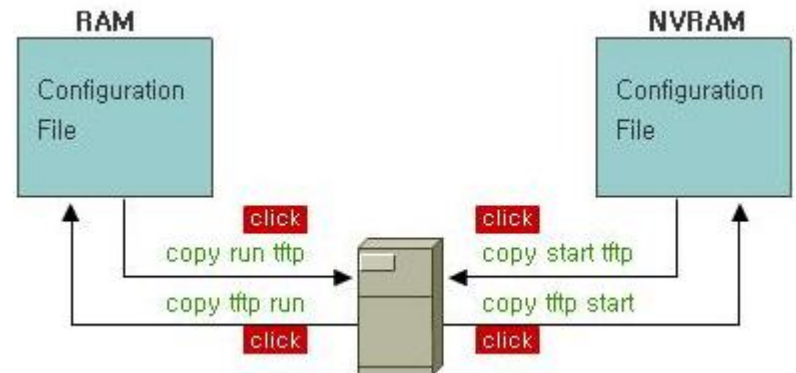 RAM
NVRAM
Configuration
File
Configuration
File
click
click
copy run tftp
copy start tftp
copy tftp run
copy tftp start
click
click